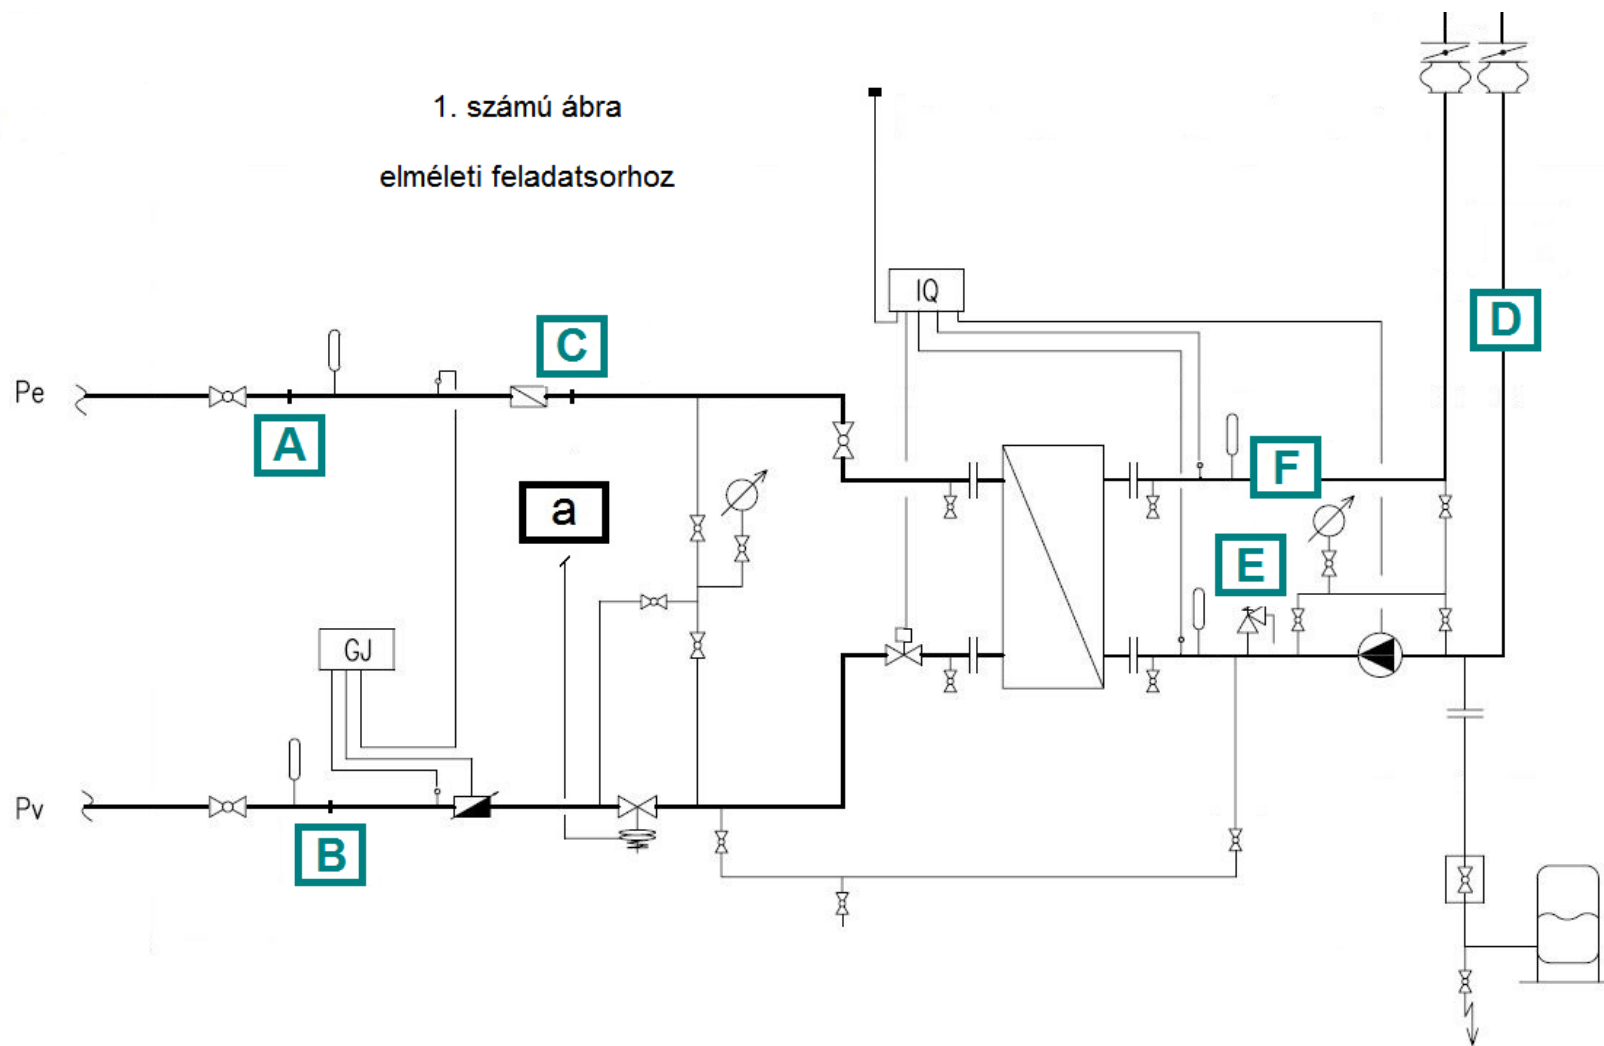 1. számú ábra
elméleti feladatsorhoz
IQ
D
C
Pe
A
F
a
E
GJ
Pv
B